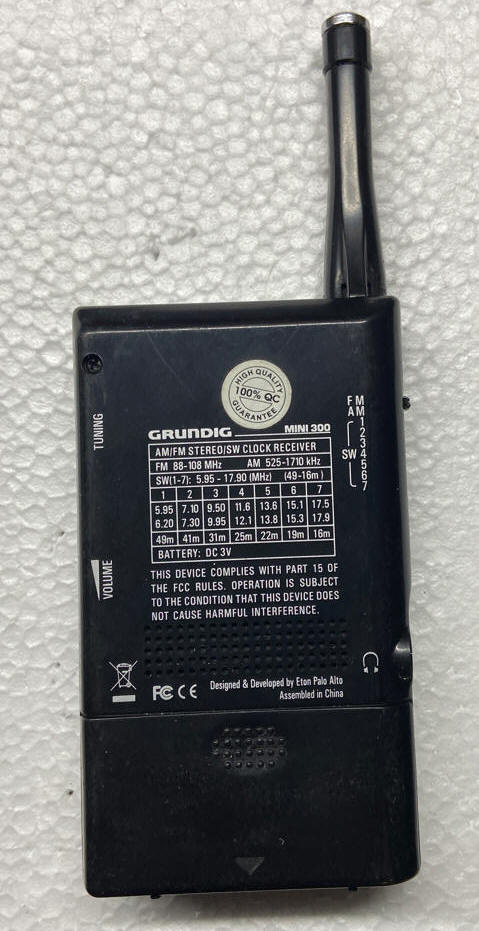 HIGH QUALITY
100% QC
GUARANTEE
GRUNDIG MINI 300
AM/FM STEREO/SW CLOCK RECEIVER
FM 88-108 MHz AM 525-1710 kHz
SW(1-7): 5.95 - 17.90 (MHz) (49-16m)
1 2 3 4 5 6 7
5.95 7.10 9.50 11.6 13.6 15.1 17.5
6.20 7.30 9.95 12.1 13.8 15.3 17.9
49m 41m 31m 25m 22m 19m 16m
BATTERY: DC 3V
THIS DEVICE COMPLIES WITH PART 15 OF
THE FCC RULES. OPERATION IS SUBJECT
TO THE CONDITION THAT THIS DEVICE DOES
NOT CAUSE HARMFUL INTERFERENCE.
FC CE
Designed & Developed by Eton Palo Alto
Assembled in China
TUNING
VOLUME
FM
AM
SW
1
2
3
4
5
6
7